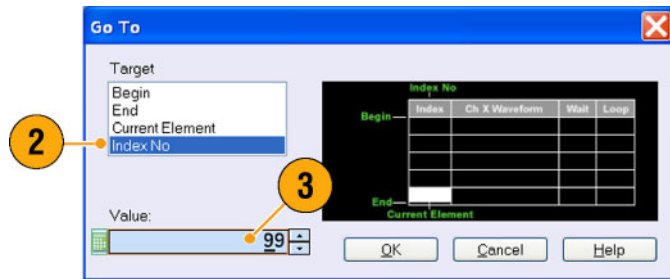 Go To
Target
Begin
End
Current Element
Index No
2
3
Value:
99
Index No
Begin
Index Ch X Waveform Wait Loop
End
Current Element
OK Cancel Help